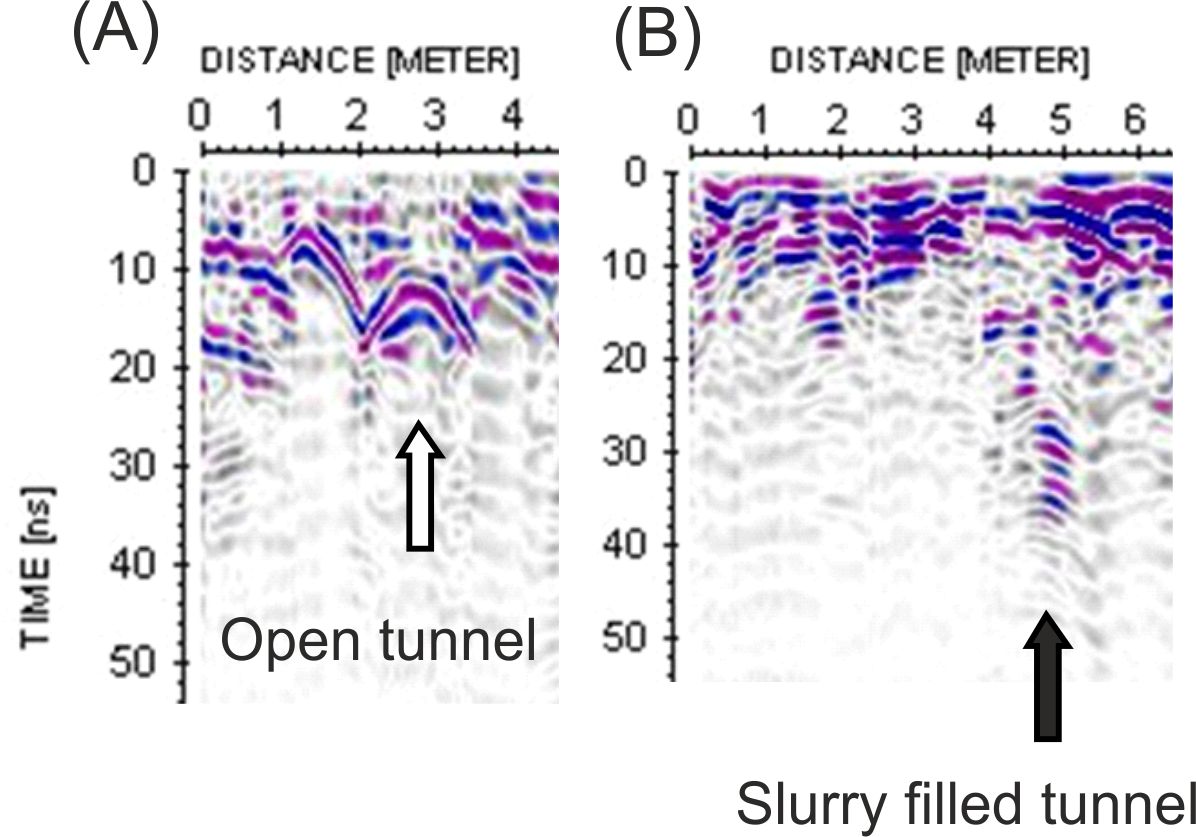 (A)
DISTANCE [METER]
0 1 2 3 4
0
10
20
30
40
50
TIME [ns]
Open tunnel
(B)
DISTANCE [METER]
0 1 2 3 4 5 6
0
10
20
30
40
50
Slurry filled tunnel